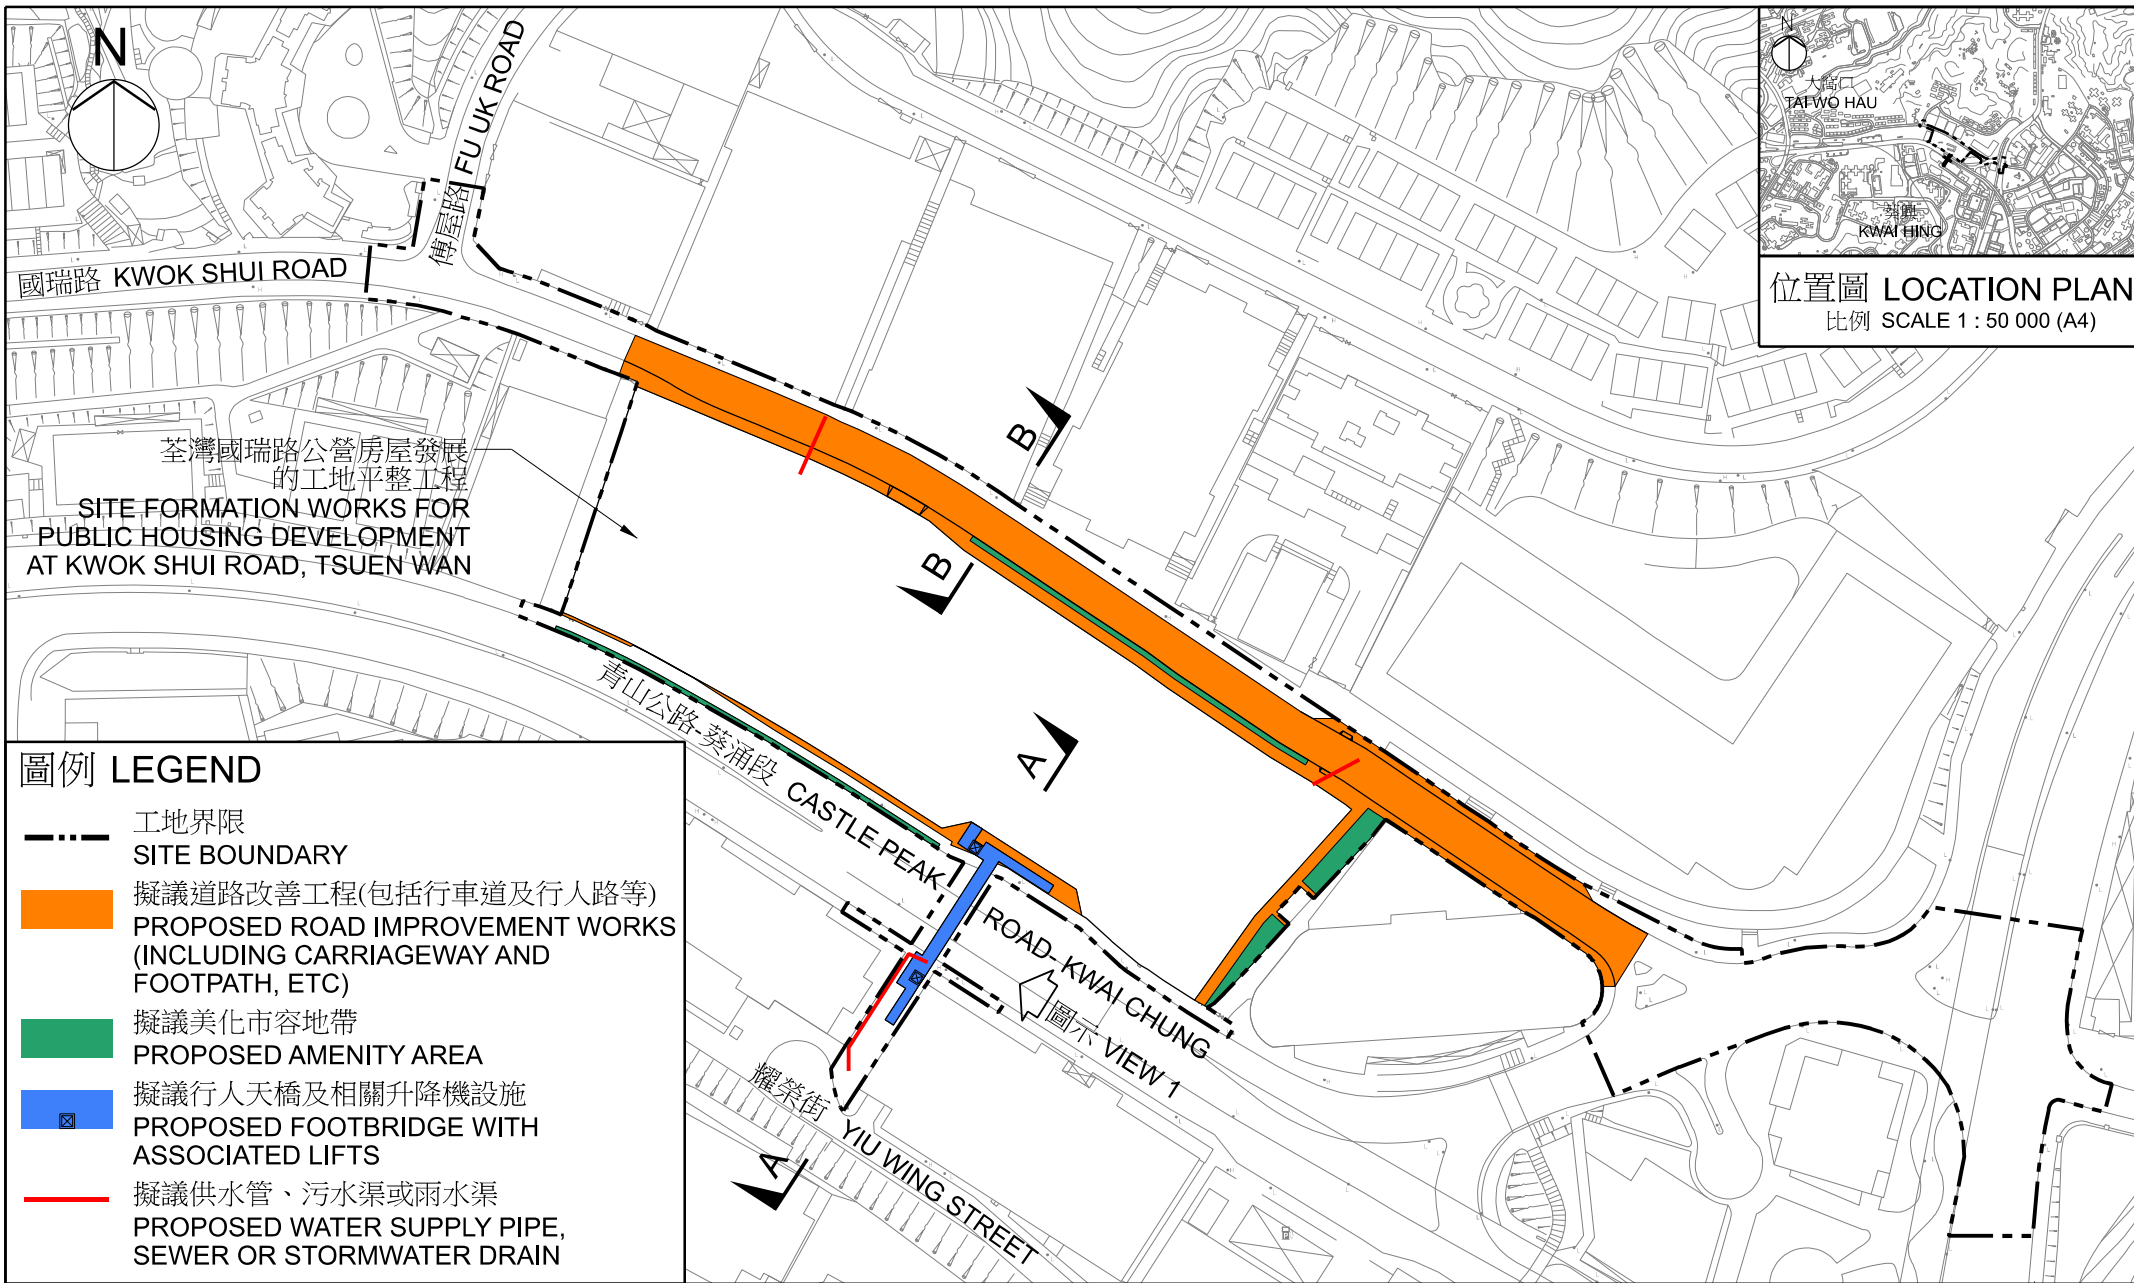 N
傅屋路 FU UK ROAD
國瑞路 KWOK SHUI ROAD
N
大窩口
TAI WO HAU
葵興
KWAI HING
位置圖 LOCATION PLAN
比例 SCALE 1 : 50 000 (A4)
荃灣國瑞路公營房屋發展
的工地平整工程
SITE FORMATION WORKS FOR
PUBLIC HOUSING DEVELOPMENT
AT KWOK SHUI ROAD, TSUEN WAN
B
B
A
A
青山公路-葵涌段 CASTLE PEAK
ROAD- KWAI CHUNG
圖示 VIEW 1
耀榮街 YIU WING STREET
圖例 LEGEND
工地界限
SITE BOUNDARY
擬議道路改善工程(包括行車道及行人路等)
PROPOSED ROAD IMPROVEMENT WORKS
(INCLUDING CARRIAGEWAY AND
FOOTPATH, ETC)
擬議美化市容地帶
PROPOSED AMENITY AREA
擬議行人天橋及相關升降機設施
PROPOSED FOOTBRIDGE WITH
ASSOCIATED LIFTS
擬議供水管、污水渠或雨水渠
PROPOSED WATER SUPPLY PIPE,
SEWER OR STORMWATER DRAIN